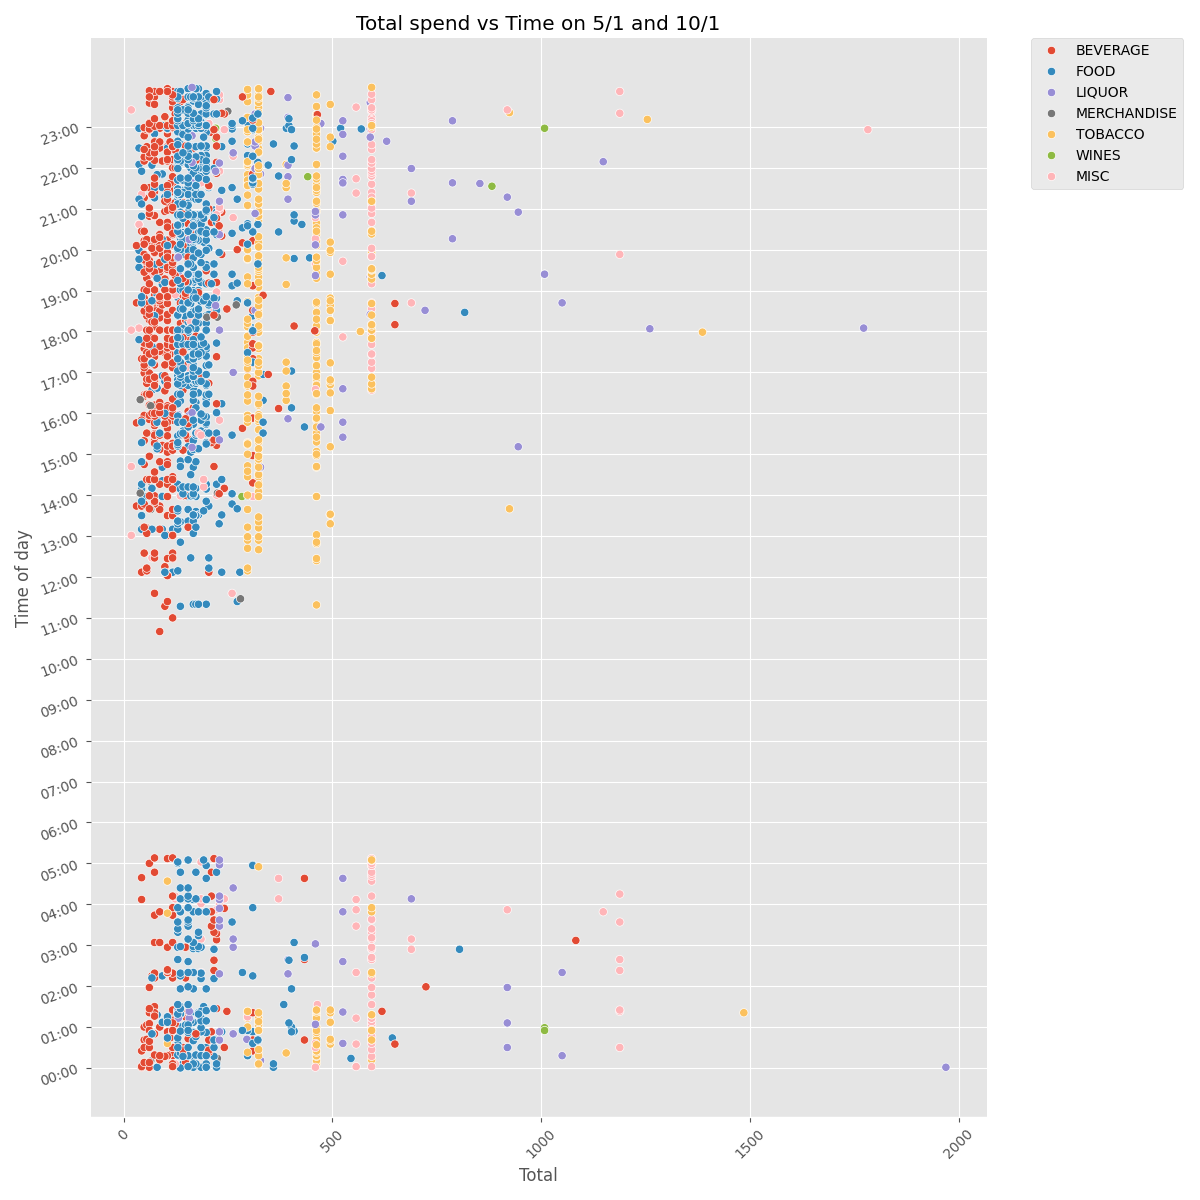 Total spend vs Time on 5/1 and 10/1
BEVERAGE
FOOD
LIQUOR
MERCHANDISE
TOBACCO
WINES
MISC
Time of day
23:00
22:00
21:00
20:00
19:00
18:00
17:00
16:00
15:00
14:00
13:00
12:00
11:00
10:00
09:00
08:00
07:00
06:00
05:00
04:00
03:00
02:00
01:00
00:00
0
500
1000
1500
2000
Total